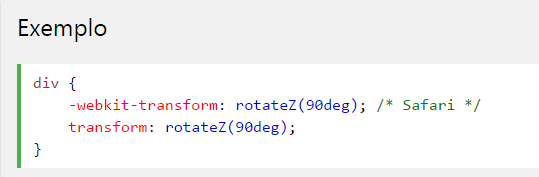 Exemplo
div {
-webkit-transform: rotateZ(90deg); /* Safari */
transform: rotateZ(90deg);
}